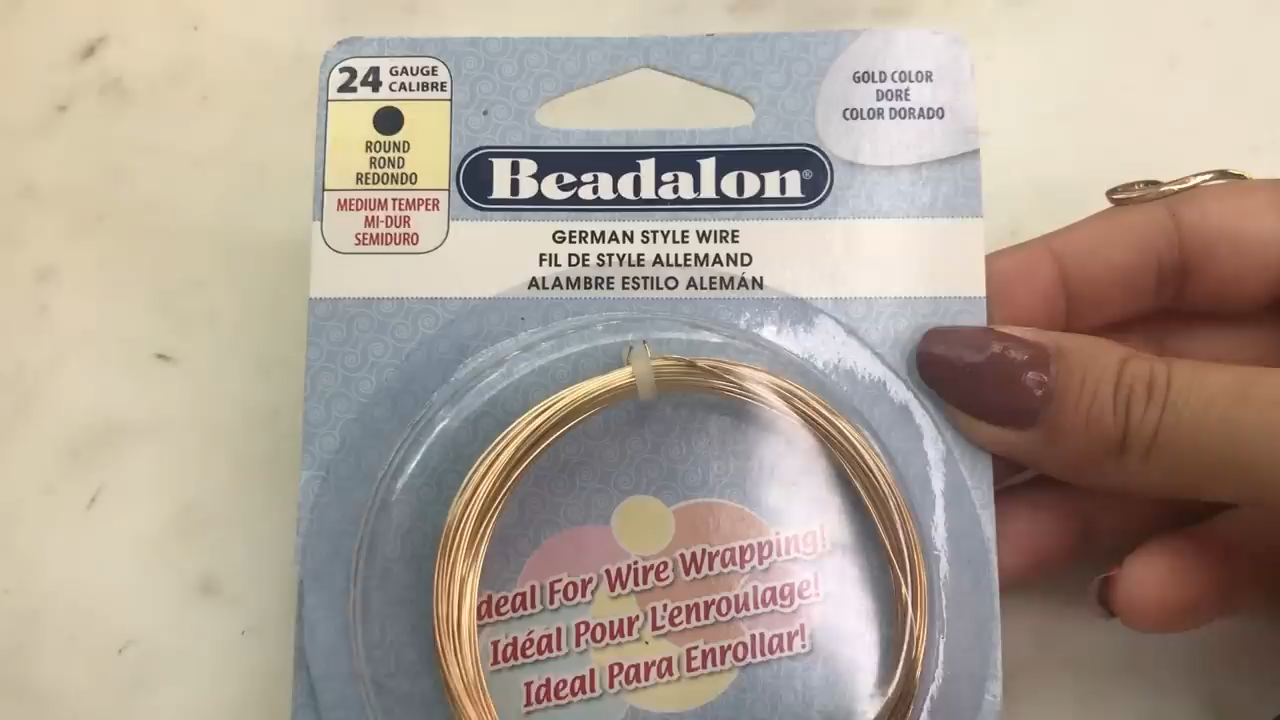 24 GAUGE
CALIBRE
ROUND
ROND
REDONDO
MEDIUM TEMPER
MI-DUR
SEMIDURO
GOLD COLOR
DORÉ
COLOR DORADO
Beadalon®
GERMAN STYLE WIRE
FIL DE STYLE ALLEMAND
ALAMBRE ESTILO ALEMÁN
deal For Wire Wrapping!
Idéal Pour L'enroulage!
Ideal Para Enrollar!